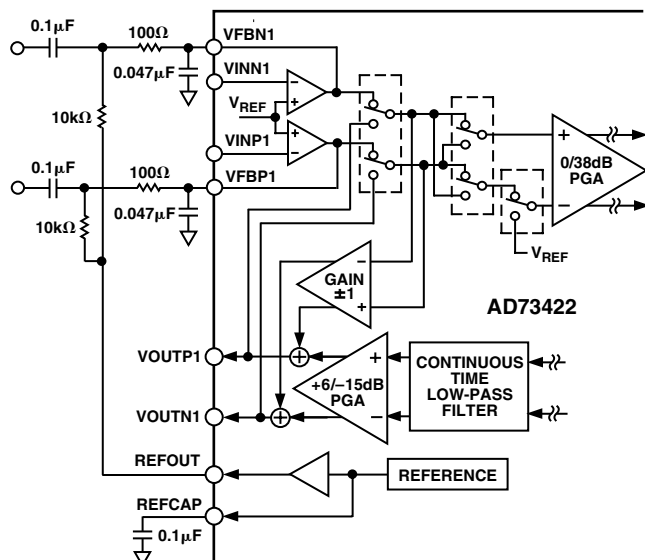 0.1µF
100Ω
VFBN1
0.047µF
VINN1
VREF
10kΩ
VINP1
0.1µF
100Ω
VFBP1
0.047µF
10kΩ
+
+
0/38dB
PGA
+
–
VREF
GAIN
±1
–
+
AD73422
VOUTP1
+6/–15dB
PGA
+
–
CONTINUOUS
TIME
LOW-PASS
FILTER
VOUTN1
REFOUT
REFERENCE
REFCAP
0.1µF